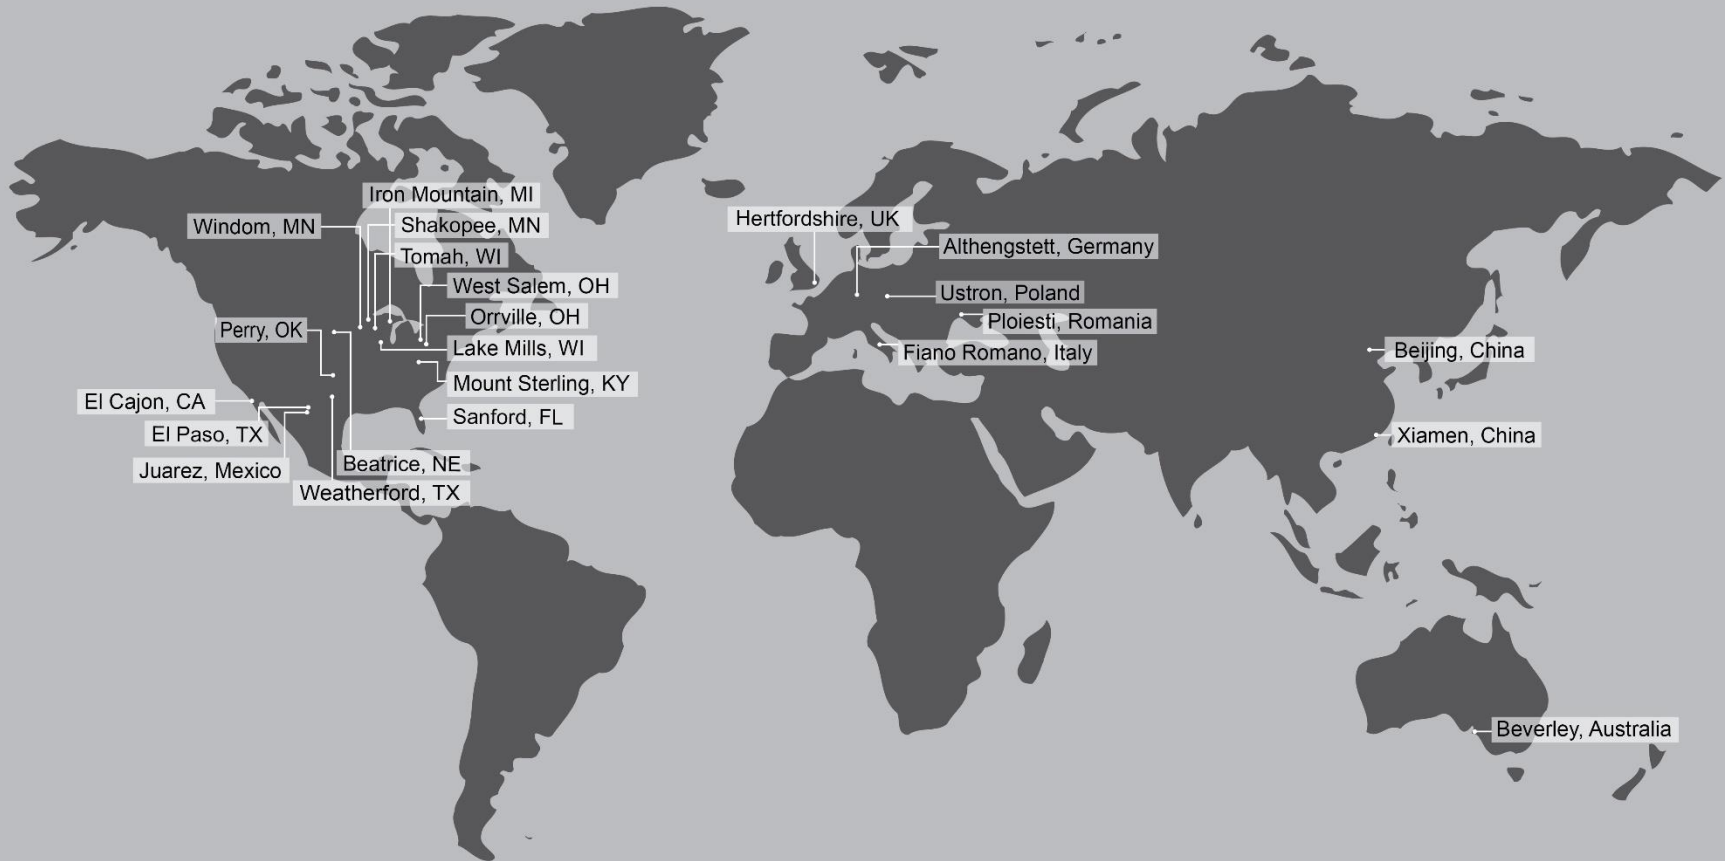 Iron Mountain, MI
Windom, MN
Shakopee, MN
Tomah, WI
West Salem, OH
Orrville, OH
Perry, OK
Lake Mills, WI
Mount Sterling, KY
El Cajon, CA
Sanford, FL
El Paso, TX
Juarez, Mexico
Beatrice, NE
Weatherford, TX
Hertfordshire, UK
Althengstett, Germany
Ustron, Poland
Ploiesti, Romania
Fiano Romano, Italy
Beijing, China
Xiamen, China
Beverley, Australia